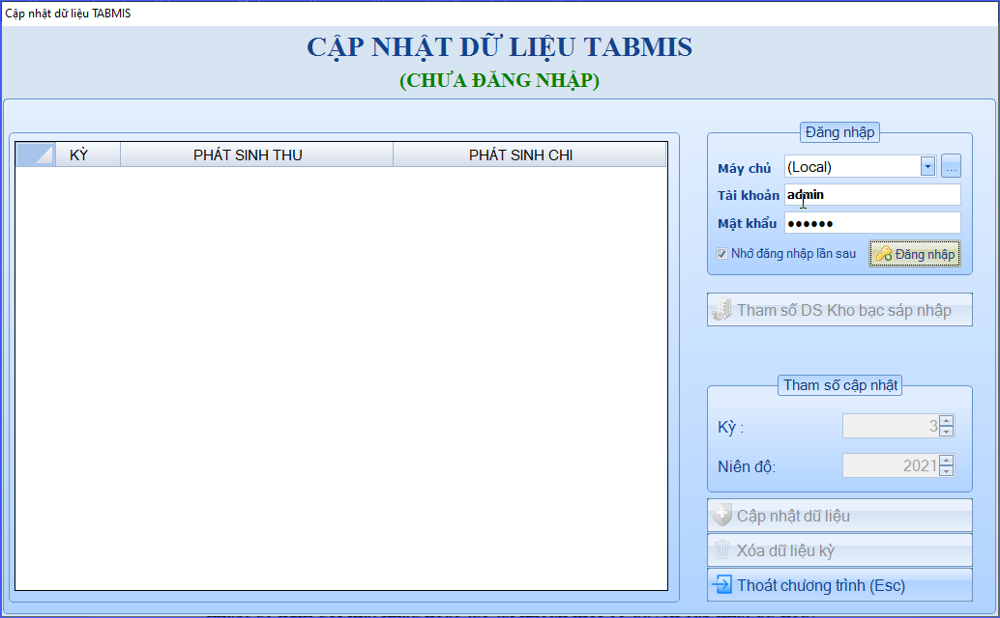 Cập nhật dữ liệu TABMIS
CẬP NHẬT DỮ LIỆU TABMIS
(CHƯA ĐĂNG NHẬP)
KỲ PHÁT SINH THU PHÁT SINH CHI
Đăng nhập
Máy chủ (Local) ...
Tài khoản admin
Mật khẩu ●●●●●●
Nhớ đăng nhập lần sau Đăng nhập
Tham số DS Kho bạc sáp nhập
Tham số cập nhật
Kỳ : 3
Niên độ: 2021
Cập nhật dữ liệu
Xóa dữ liệu kỳ
Thoát chương trình (Esc)